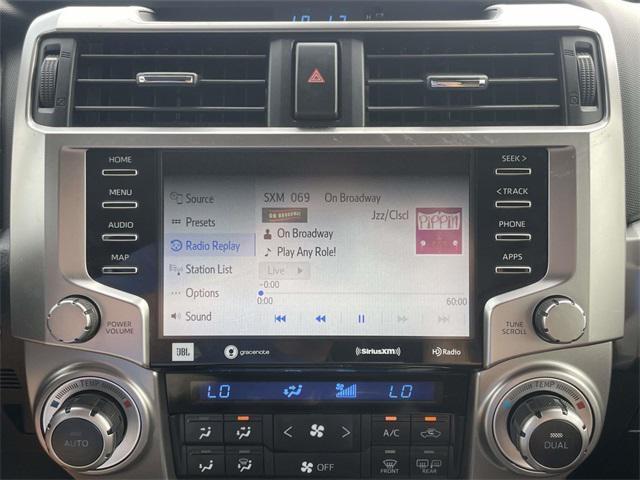 HOME
MENU
AUDIO
MAP
POWER
VOLUME
Source
Presets
Radio Replay
Station List
Options
Sound
SXM 069 On Broadway
Jzz/Clscl
ON BROADWAY
PIPPIN
On Broadway
Play Any Role!
Live
-0:00
0:00
60:00
SEEK >
< TRACK
PHONE
APPS
TUNE
SCROLL
JBL
gracenote
((SiriusXM))
HD Radio
LO
LO
TEMP
AUTO
A/C
OFF
FRONT
REAR
TEMP
DUAL